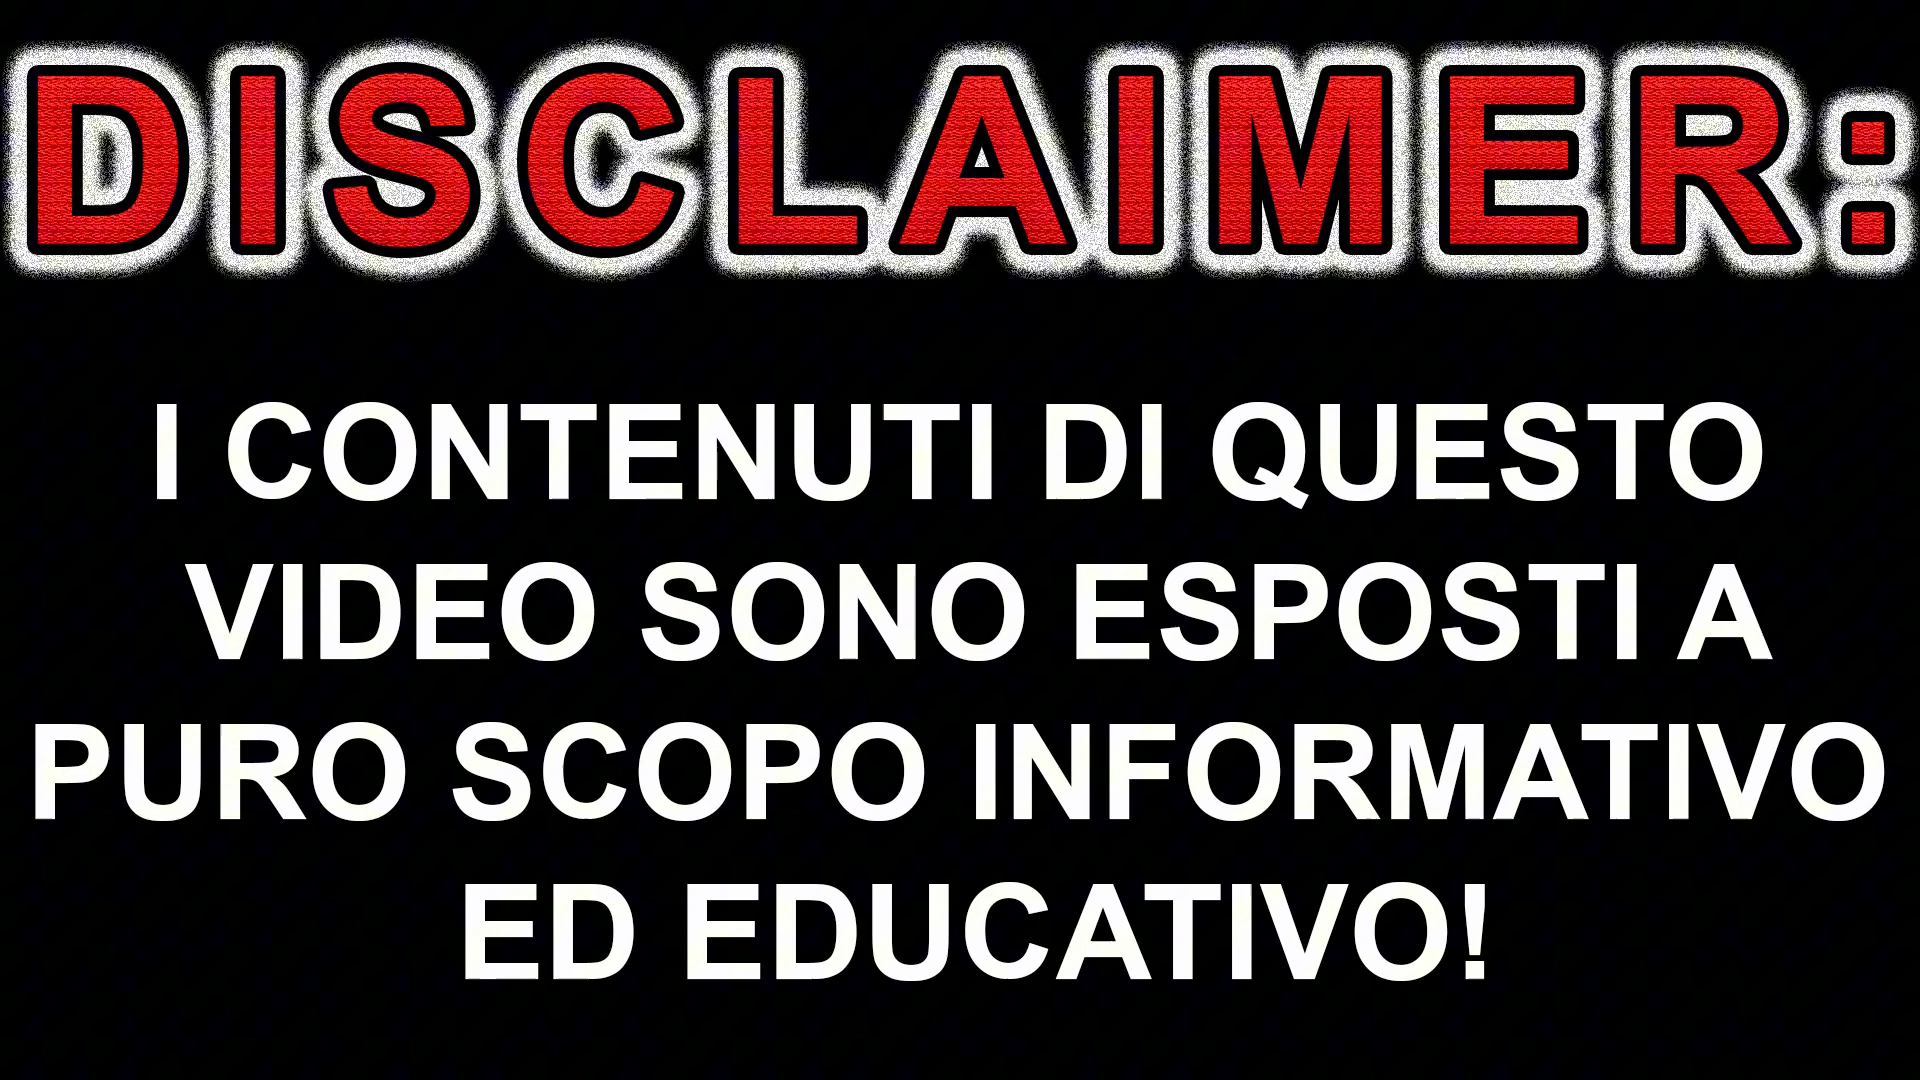 DISCLAIMER:
I CONTENUTI DI QUESTO
VIDEO SONO ESPOSTI A
PURO SCOPO INFORMATIVO
ED EDUCATIVO!